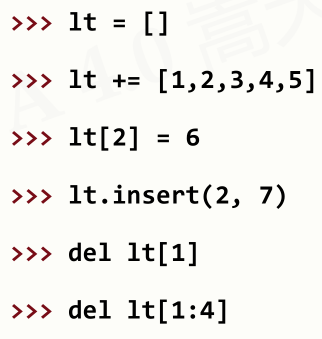 >>> lt = []
>>> lt += [1,2,3,4,5]
>>> lt[2] = 6
>>> lt.insert(2, 7)
>>> del lt[1]
>>> del lt[1:4]